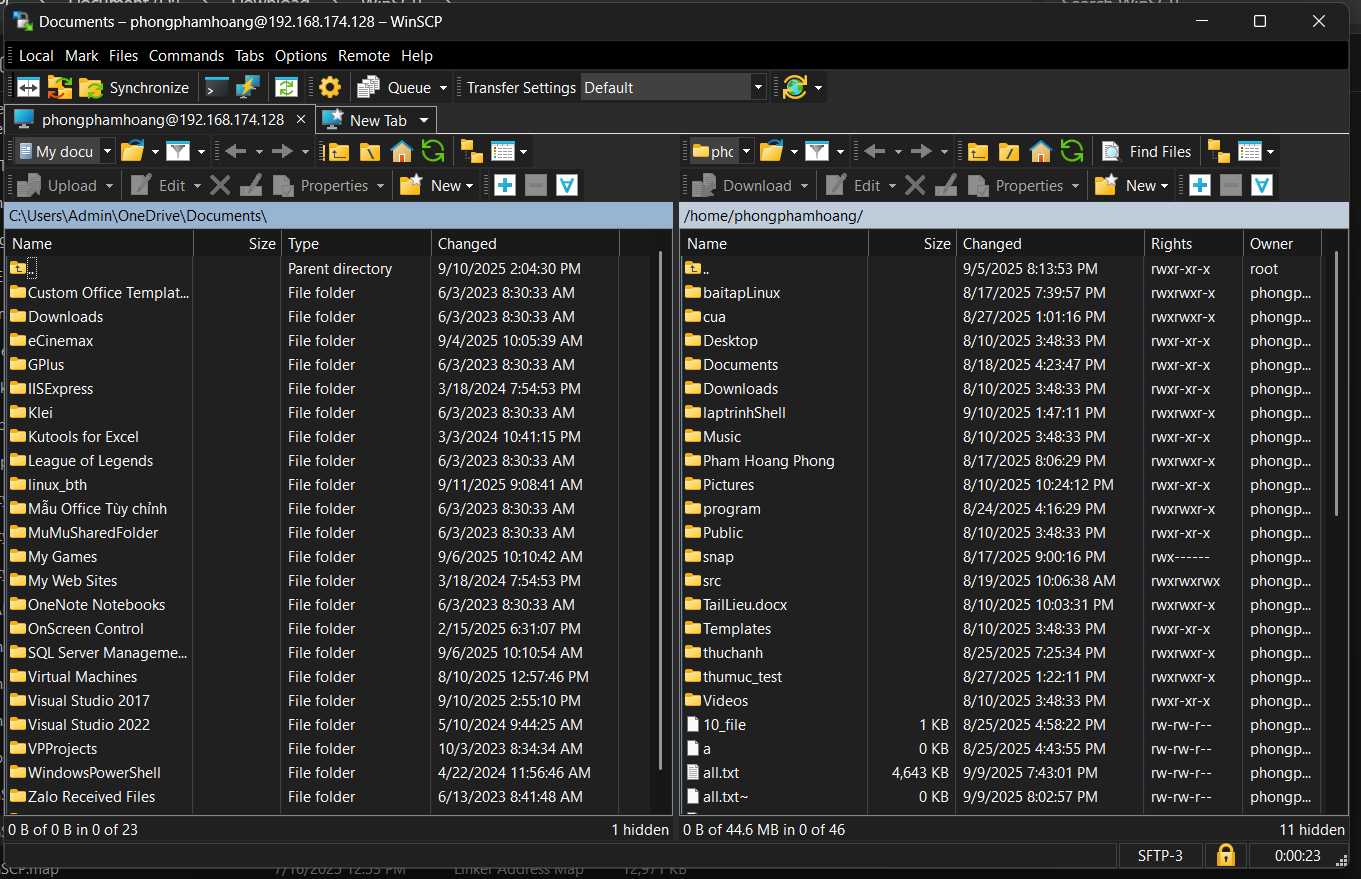 Documents – phongphamhoang@192.168.174.128 – WinSCP
Local Mark Files Commands Tabs Options Remote Help
Synchronize Queue Transfer Settings Default
phongphamhoang@192.168.174.128 × New Tab
My docu phc Find Files
Upload Edit Properties New Download Edit Properties New
C:\Users\Admin\OneDrive\Documents\
Name Size Type Changed
.. Parent directory 9/10/2025 2:04:30 PM
Custom Office Templat... File folder 6/3/2023 8:30:33 AM
Downloads File folder 6/3/2023 8:30:33 AM
eCinemax File folder 9/4/2025 10:05:39 AM
GPlus File folder 6/3/2023 8:30:33 AM
IISExpress File folder 3/18/2024 7:54:53 PM
Klei File folder 6/3/2023 8:30:33 AM
Kutools for Excel File folder 3/3/2024 10:41:15 PM
League of Legends File folder 6/3/2023 8:30:33 AM
linux_bth File folder 9/11/2025 9:08:41 AM
Mẫu Office Tùy chỉnh File folder 6/3/2023 8:30:33 AM
MuMuSharedFolder File folder 6/3/2023 8:30:33 AM
My Games File folder 9/6/2025 10:10:42 AM
My Web Sites File folder 3/18/2024 7:54:53 PM
OneNote Notebooks File folder 6/3/2023 8:30:33 AM
OnScreen Control File folder 2/15/2025 6:31:07 PM
SQL Server Manageme... File folder 9/6/2025 10:10:54 AM
Virtual Machines File folder 8/10/2025 12:57:46 PM
Visual Studio 2017 File folder 9/10/2025 2:55:10 PM
Visual Studio 2022 File folder 5/10/2024 9:44:25 AM
VPProjects File folder 10/3/2023 8:34:34 AM
WindowsPowerShell File folder 4/22/2024 11:56:46 AM
Zalo Received Files File folder 6/13/2023 8:41:48 AM
0 B of 0 B in 0 of 23 1 hidden
/home/phongphamhoang/
Name Size Changed Rights Owner
.. 9/5/2025 8:13:53 PM rwxr-xr-x root
baitapLinux 8/17/2025 7:39:57 PM rwxrwxr-x phongp...
cua 8/27/2025 1:01:16 PM rwxrwxr-x phongp...
Desktop 8/10/2025 3:48:33 PM rwxr-xr-x phongp...
Documents 8/18/2025 4:23:47 PM rwxr-xr-x phongp...
Downloads 8/10/2025 3:48:33 PM rwxr-xr-x phongp...
laptrinhShell 9/10/2025 1:47:11 PM rwxrwxr-x phongp...
Music 8/10/2025 3:48:33 PM rwxr-xr-x phongp...
Pham Hoang Phong 8/17/2025 8:06:29 PM rwxrwxr-x phongp...
Pictures 8/10/2025 10:24:12 PM rwxr-xr-x phongp...
program 8/24/2025 4:16:29 PM rwxrwxr-x phongp...
Public 8/10/2025 3:48:33 PM rwxr-xr-x phongp...
snap 8/17/2025 9:00:16 PM rwx------ phongp...
src 8/19/2025 10:06:38 AM rwxrwxrwx phongp...
TailLieu.docx 8/10/2025 10:03:31 PM rwxrwxr-x phongp...
Templates 8/10/2025 3:48:33 PM rwxr-xr-x phongp...
thuchanh 8/25/2025 7:25:34 PM rwxrwxr-x phongp...
thumuc_test 8/27/2025 1:22:11 PM rwxrwxr-x phongp...
Videos 8/10/2025 3:48:33 PM rwxr-xr-x phongp...
10_file 1 KB 8/25/2025 4:58:22 PM rw-rw-r-- phongp...
a 0 KB 8/25/2025 4:43:55 PM rw-rw-r-- phongp...
all.txt 4,643 KB 9/9/2025 7:43:01 PM rw-rw-r-- phongp...
all.txt~ 0 KB 9/9/2025 8:02:57 PM rw-rw-r-- phongp...
0 B of 44.6 MB in 0 of 46 11 hidden
SFTP-3 0:00:23
SCP.map 7/16/2025 12:53 PM Linker Address Map 12,971 KB